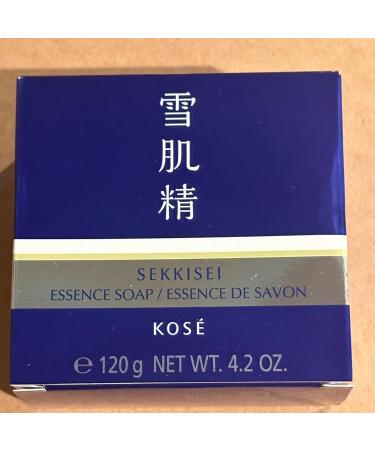 雪肌精
SEKKISEI
ESSENCE SOAP / ESSENCE DE SAVON
KOSÉ
℮ 120 g NET WT. 4.2 OZ.